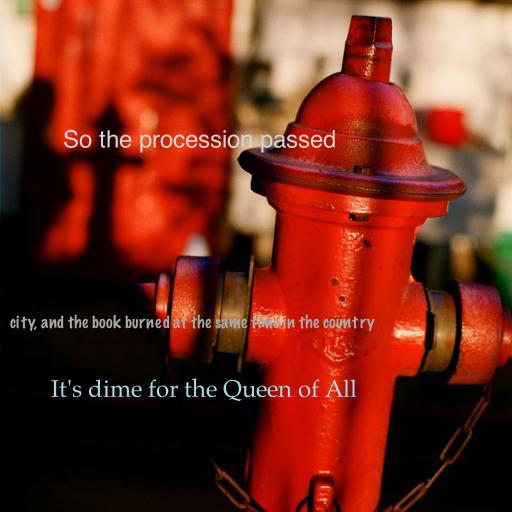 So the procession passed
city, and the book burned at the same time in the country
It's dime for the Queen of All